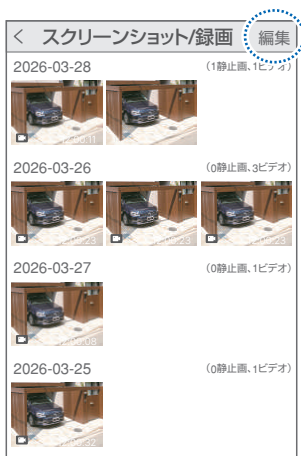 < スクリーンショット/録画 編集
2026-03-28 (1静止画、1ビデオ)
2026-03-26 (0静止画、3ビデオ)
2026-03-27 (0静止画、1ビデオ)
2026-03-25 (0静止画、1ビデオ)